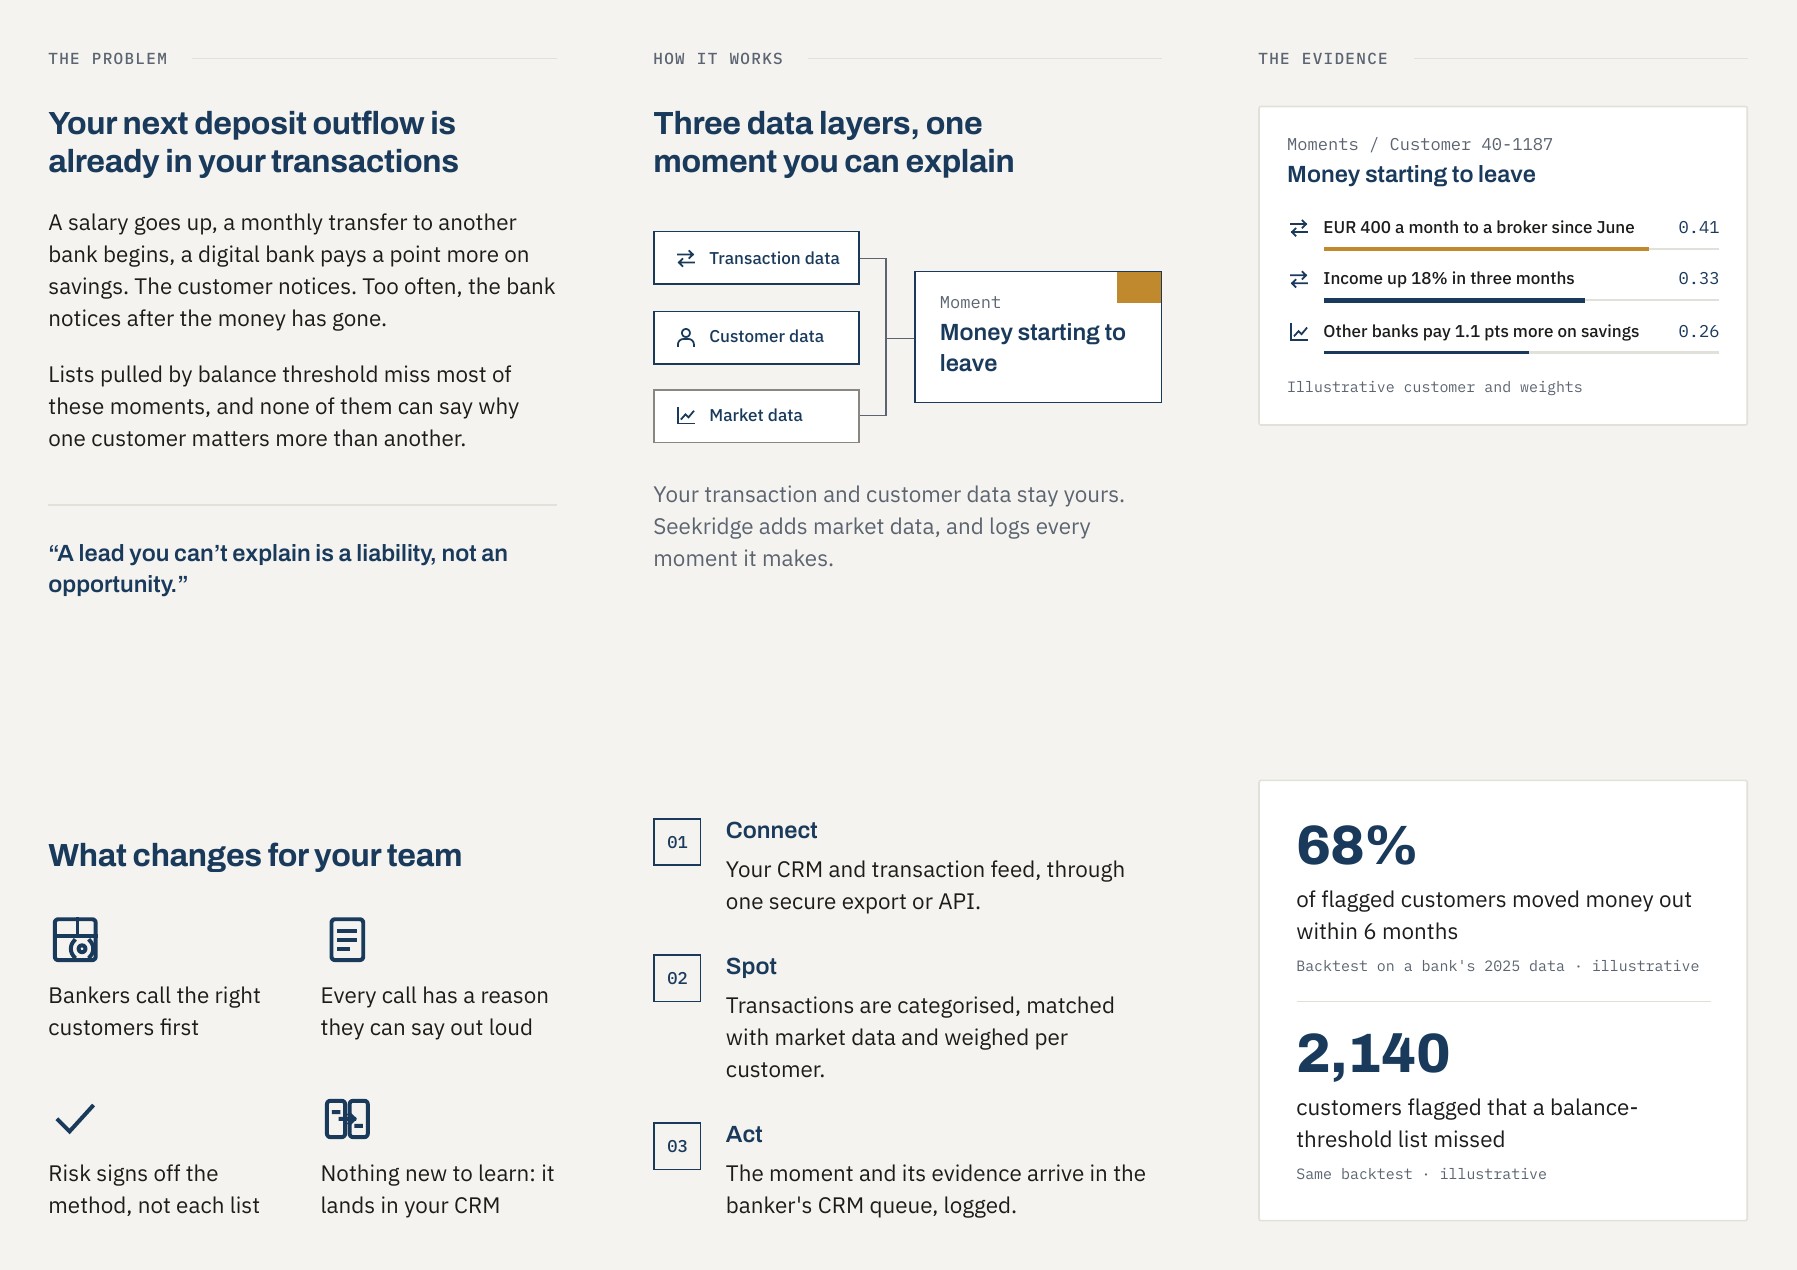 THE PROBLEM
Your next deposit outflow is
already in your transactions
A salary goes up, a monthly transfer to another
bank begins, a digital bank pays a point more on
savings. The customer notices. Too often, the bank
notices after the money has gone.
Lists pulled by balance threshold miss most of
these moments, and none of them can say why
one customer matters more than another.
“A lead you can’t explain is a liability, not an
opportunity.”
What changes for your team
Bankers call the right
customers first
Every call has a reason
they can say out loud
Risk signs off the
method, not each list
Nothing new to learn: it
lands in your CRM
HOW IT WORKS
Three data layers, one
moment you can explain
Transaction data
Customer data
Market data
Moment
Money starting to
leave
Your transaction and customer data stay yours.
Seekridge adds market data, and logs every
moment it makes.
01
Connect
Your CRM and transaction feed, through
one secure export or API.
02
Spot
Transactions are categorised, matched
with market data and weighed per
customer.
03
Act
The moment and its evidence arrive in the
banker's CRM queue, logged.
THE EVIDENCE
Moments / Customer 40-1187
Money starting to leave
EUR 400 a month to a broker since June 0.41
Income up 18% in three months 0.33
Other banks pay 1.1 pts more on savings 0.26
Illustrative customer and weights
68%
of flagged customers moved money out
within 6 months
Backtest on a bank's 2025 data · illustrative
2,140
customers flagged that a balance-
threshold list missed
Same backtest · illustrative